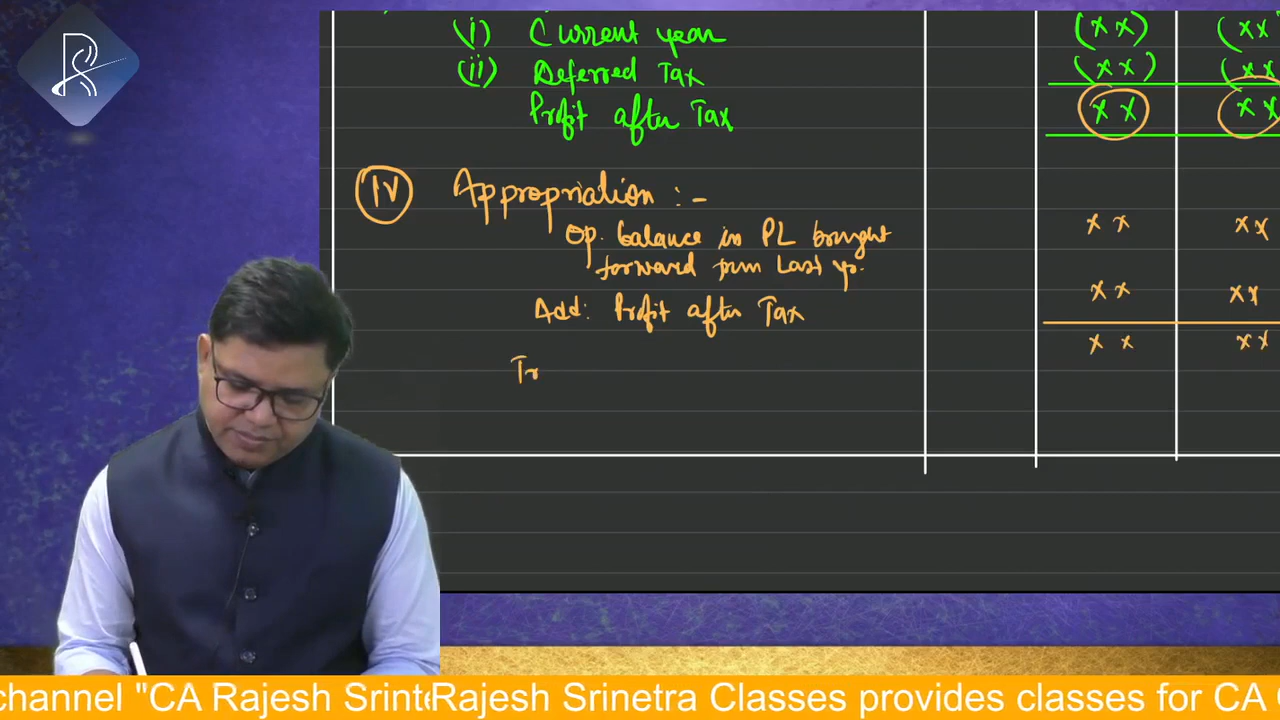 (i) Current year (xx) (xx
(ii) Deferred Tax (xx) (xx
Profit after Tax xx xx
IV Appropriation :-
Op. balance in PL brought xx xx
forward from Last yr.
Add: Profit after Tax xx xx
xx xx
Tr
channel "CA Rajesh SrinteRajesh Srinetra Classes provides classes for CA